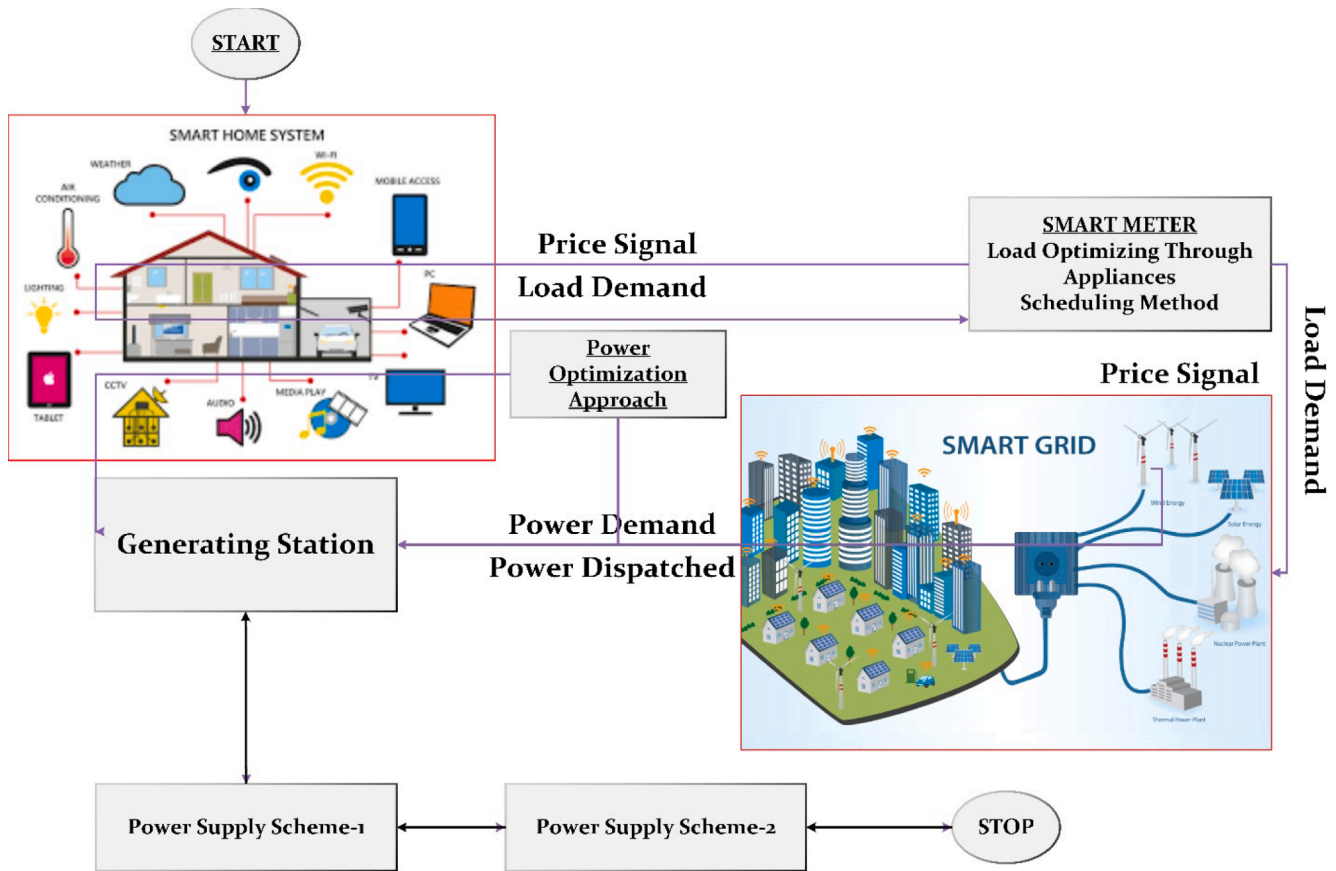 START
SMART HOME SYSTEM
WEATHER
WI-FI
AIR
CONDITIONING
MOBILE ACCESS
LIGHTING
PC
TABLET
CCTV
AUDIO
MEDIA PLAY
TV
Price Signal
Load Demand
SMART METER
Load Optimizing Through
Appliances
Scheduling Method
Load Demand
Power
Optimization
Approach
Price Signal
SMART GRID
Wind Energy
Solar Energy
Nuclear Power Plant
Thermal Power Plant
Generating Station
Power Demand
Power Dispatched
Power Supply Scheme-1
Power Supply Scheme-2
STOP